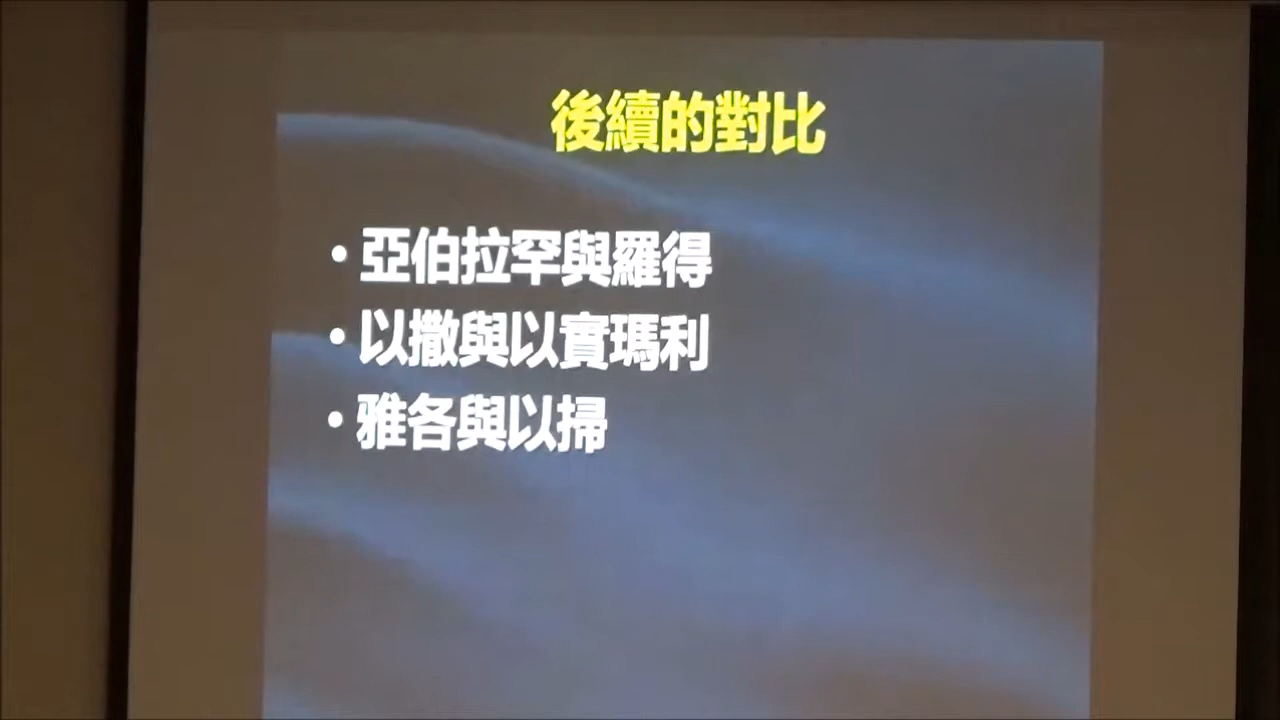 後續的對比
• 亞伯拉罕與羅得
• 以撒與以實瑪利
• 雅各與以掃